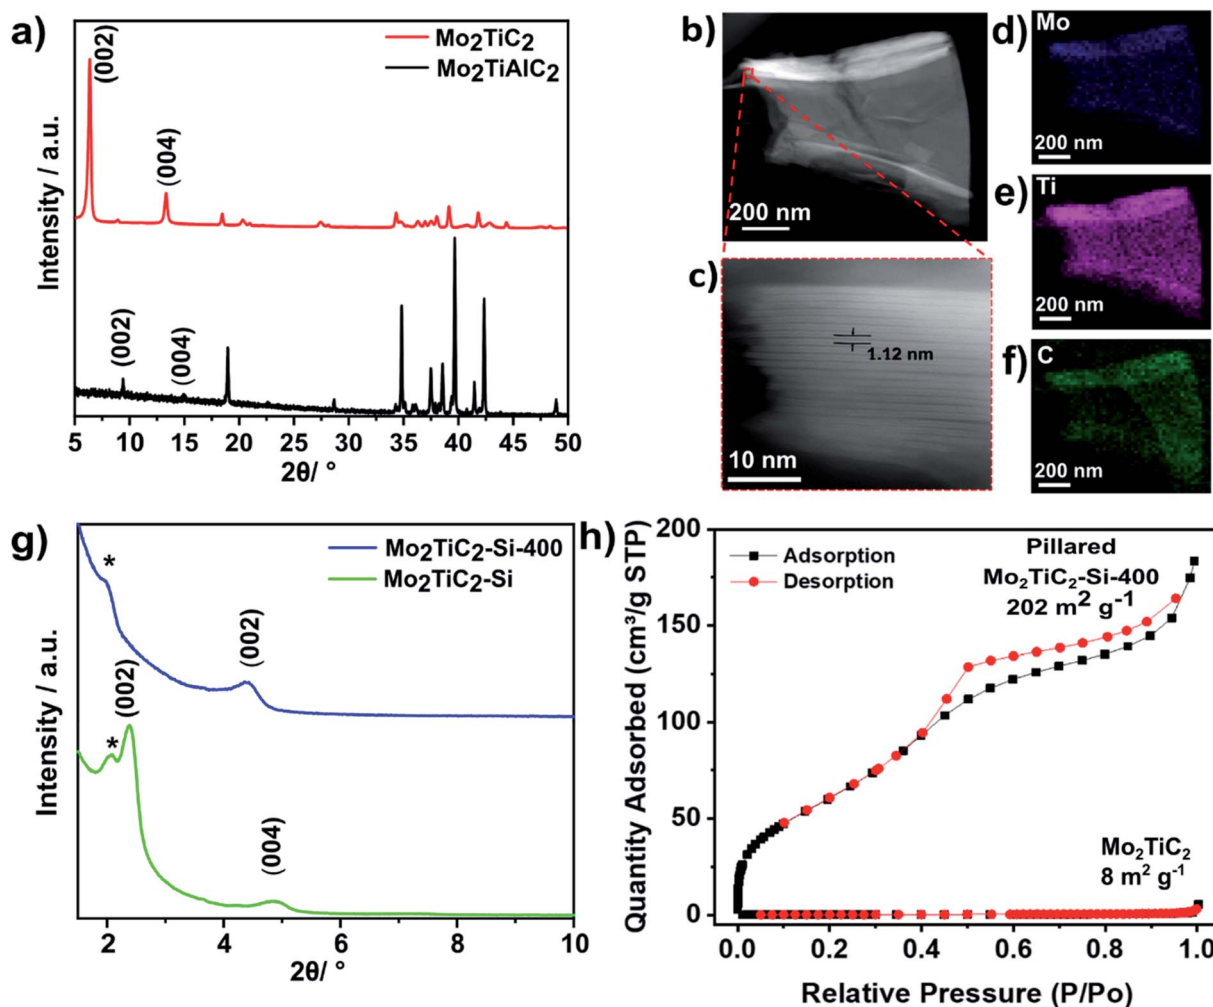 a)
Mo₂TiC₂
Mo₂TiAlC₂
(002)
(004)
(002)
(004)
Intensity / a.u.
5 10 15 20 25 30 35 40 45 50
2θ/ °
b)
200 nm
c)
1.12 nm
10 nm
d)
Mo
200 nm
e)
Ti
200 nm
f)
C
200 nm
g)
Mo₂TiC₂-Si-400
Mo₂TiC₂-Si
*
(002)
(002)
*
(004)
Intensity / a.u.
2 4 6 8 10
2θ/ °
h)
Adsorption
Desorption
Pillared
Mo₂TiC₂-Si-400
202 m² g⁻¹
Mo₂TiC₂
8 m² g⁻¹
Quantity Adsorbed (cm³/g STP)
200
150
100
50
0
0.0 0.2 0.4 0.6 0.8 1.0
Relative Pressure (P/Po)